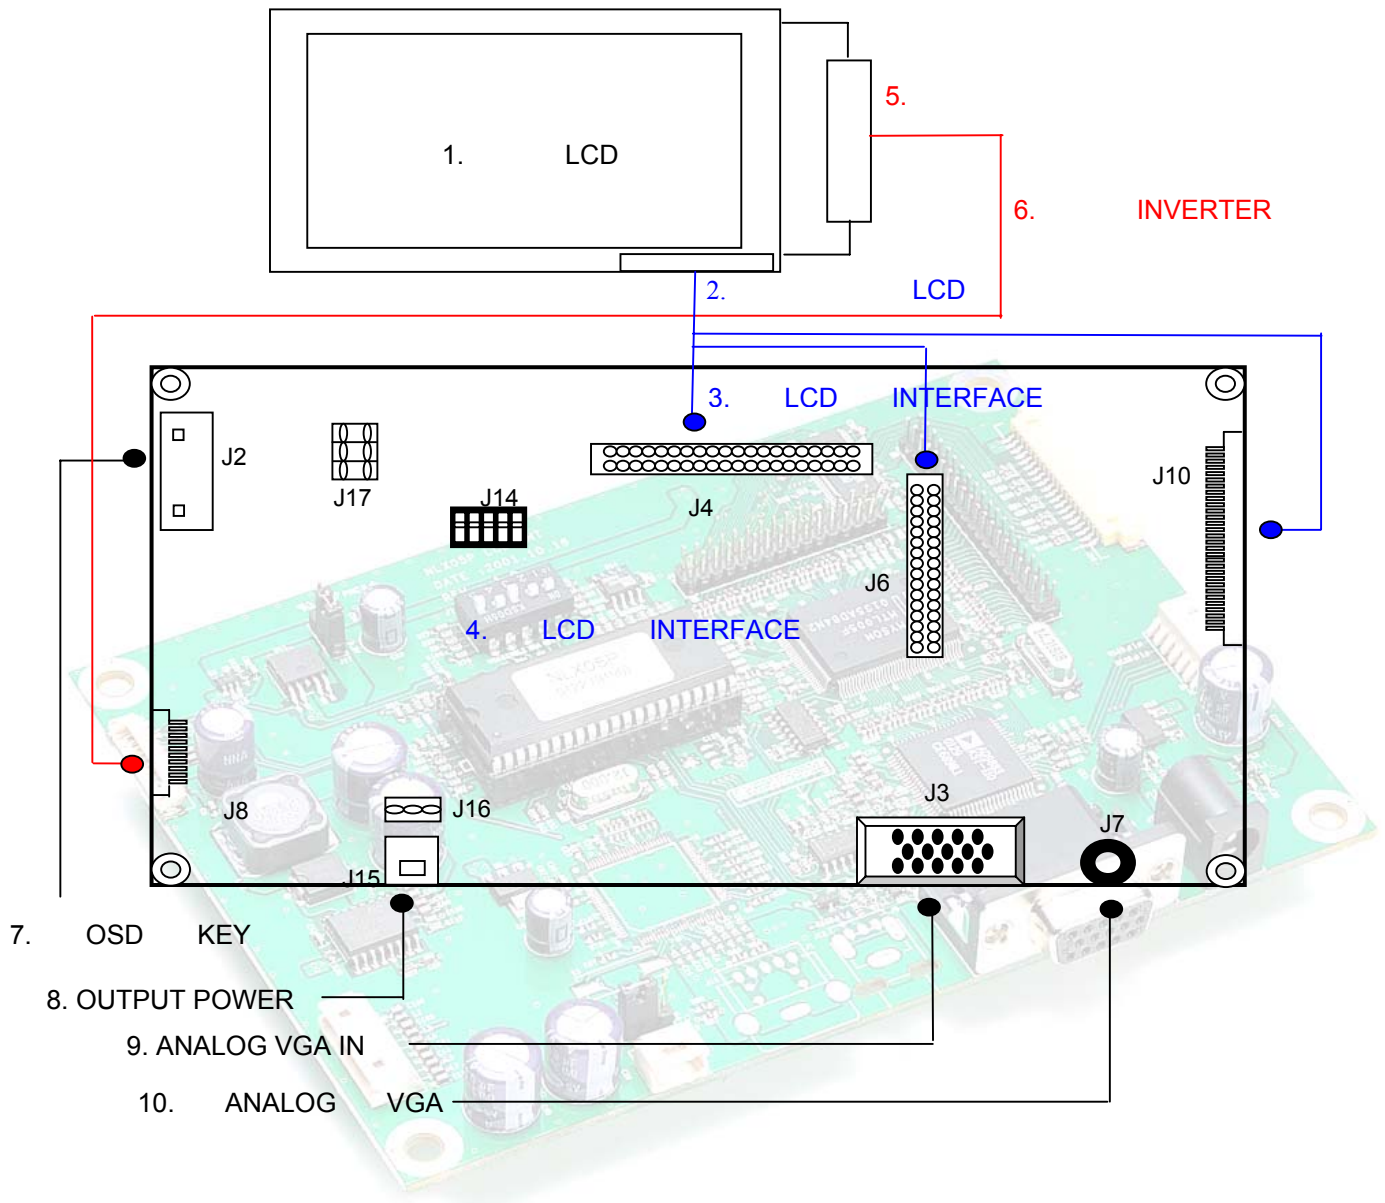 5.
1. LCD
6. INVERTER
2. LCD
3. LCD INTERFACE
J2
J17
J14
J4
J10
J6
4. LCD INTERFACE
J8
J16
J3
J7
J15
7. OSD KEY
8. OUTPUT POWER
9. ANALOG VGA IN
10. ANALOG VGA